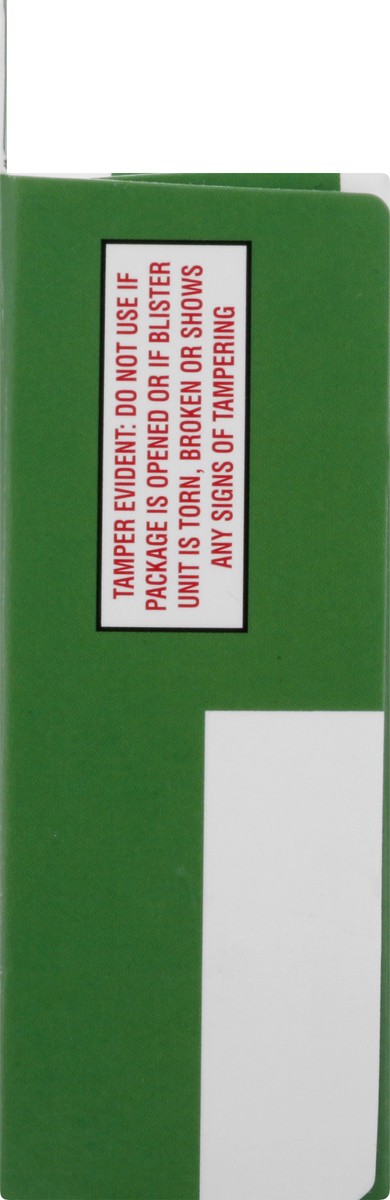 TAMPER EVIDENT: DO NOT USE IF
PACKAGE IS OPENED OR IF BLISTER
UNIT IS TORN, BROKEN OR SHOWS
ANY SIGNS OF TAMPERING